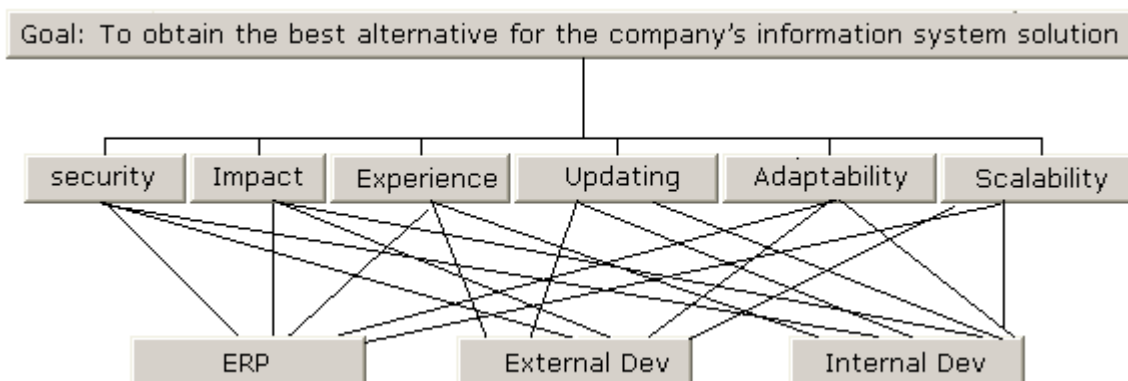 Goal: To obtain the best alternative for the company's information system solution
security
Impact
Experience
Updating
Adaptability
Scalability
ERP
External Dev
Internal Dev